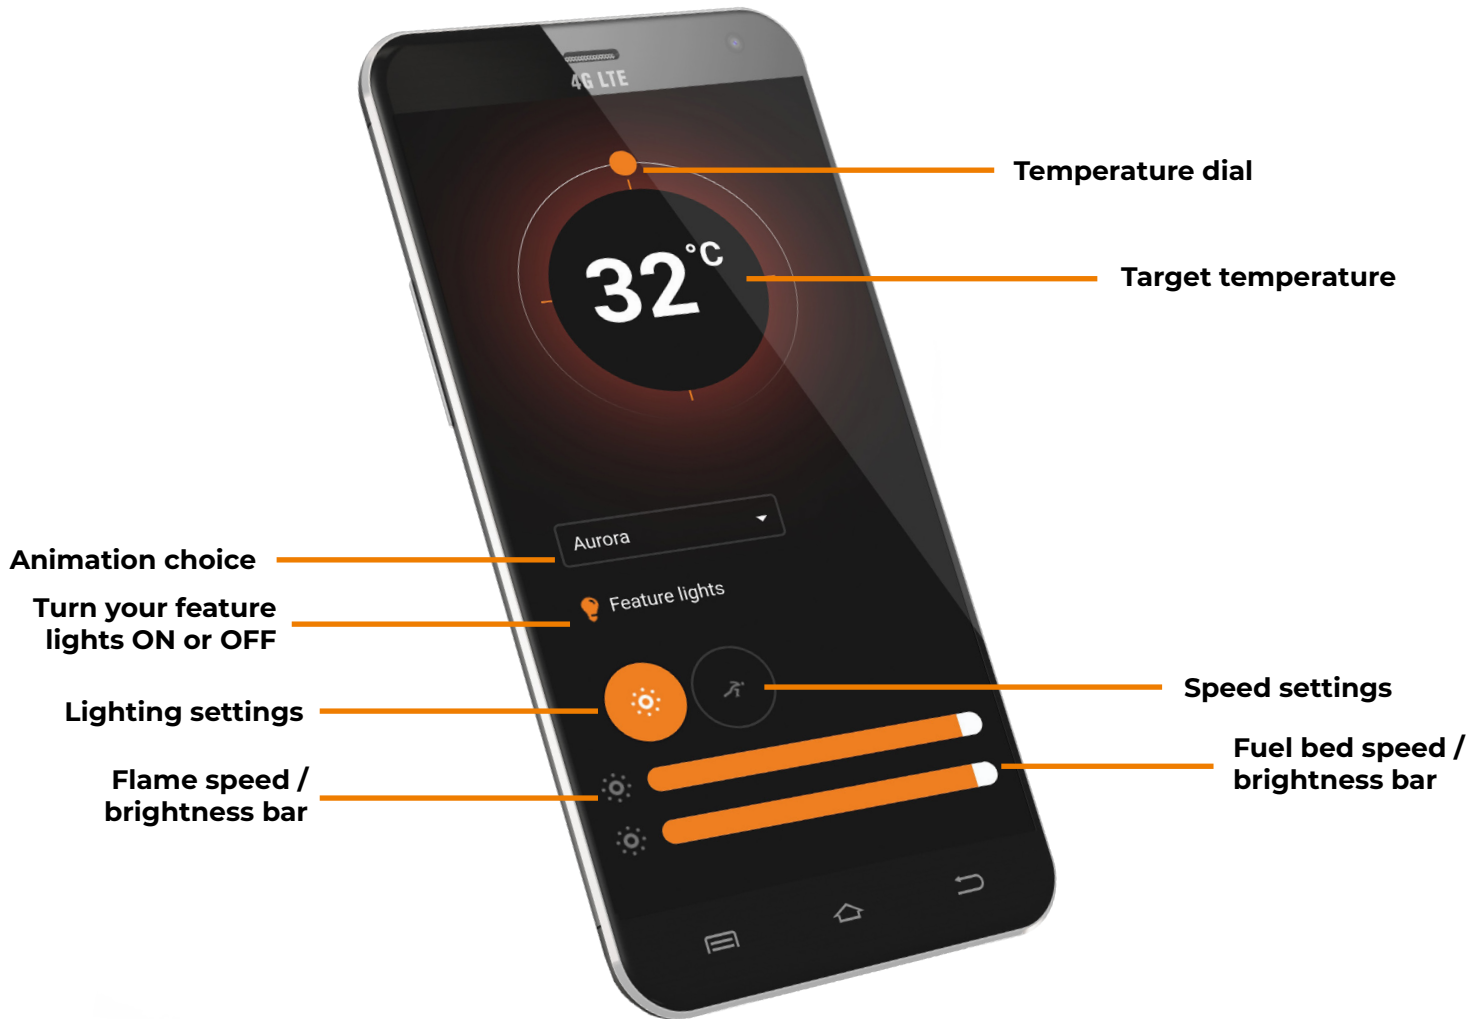 4G LTE
Temperature dial
32°C
Target temperature
Aurora
Animation choice
Feature lights
Turn your feature
lights ON or OFF
Lighting settings
Speed settings
Flame speed /
brightness bar
Fuel bed speed /
brightness bar